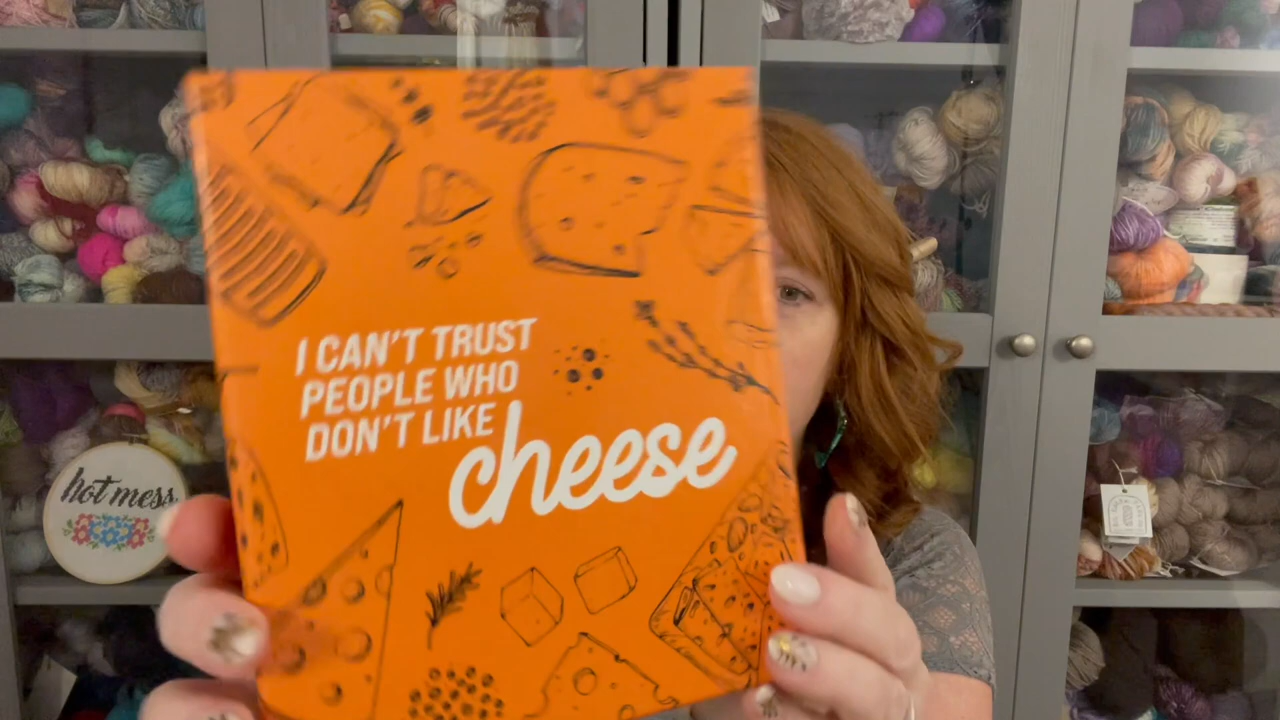 I CAN'T TRUST
PEOPLE WHO
DON'T LIKE
cheese
hot mess